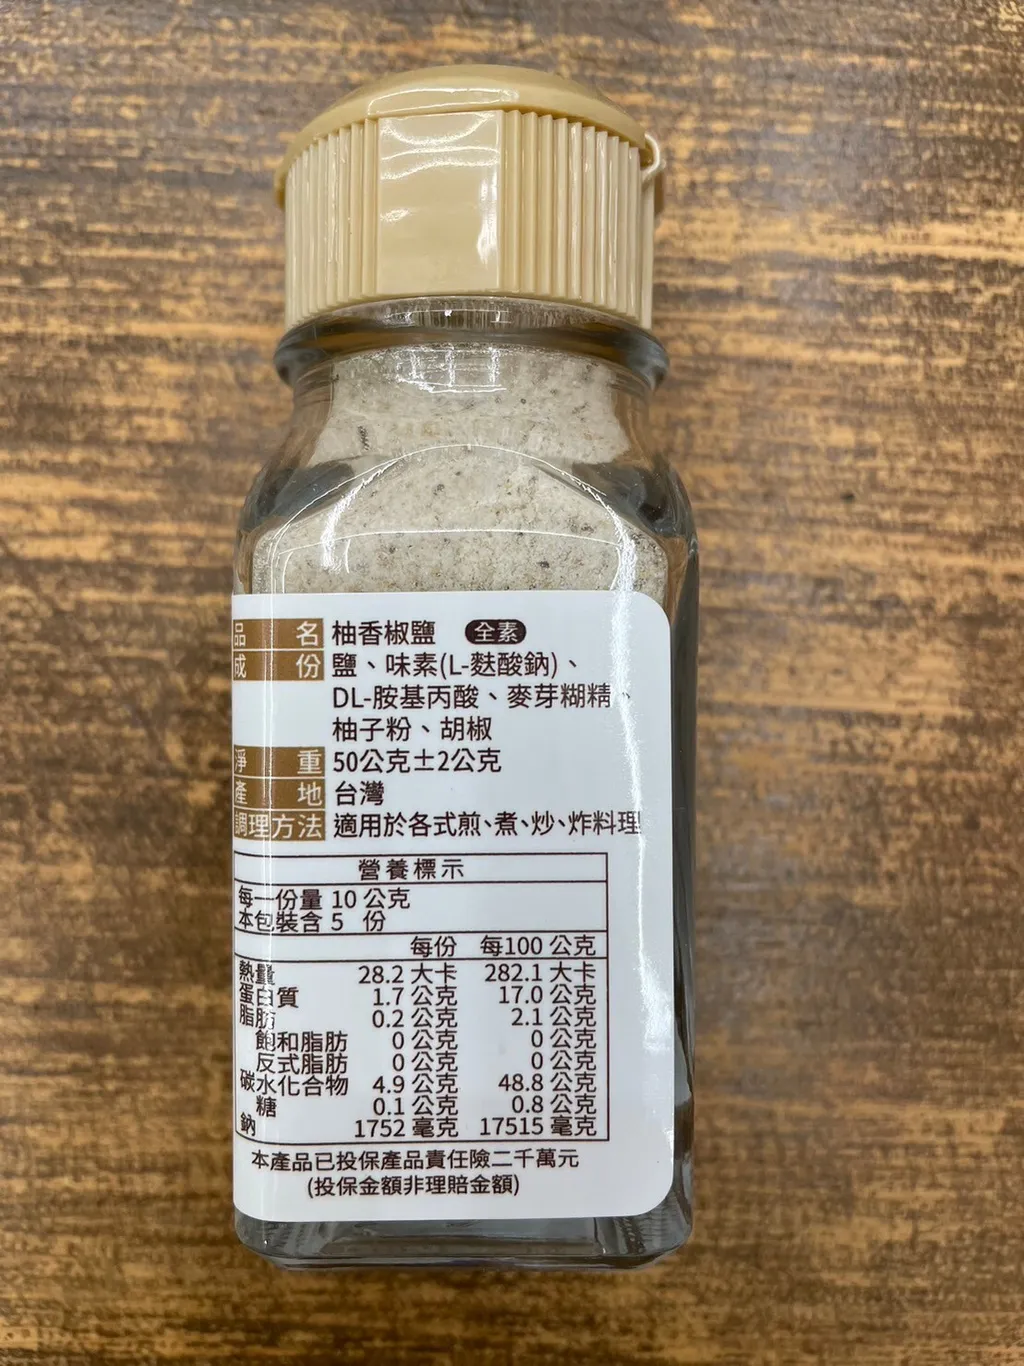 品名 柚香椒鹽 全素
成份 鹽、味素(L-麩酸鈉)、
DL-胺基丙酸、麥芽糊精、
柚子粉、胡椒
淨重 50公克±2公克
產地 台灣
調理方法 適用於各式煎、煮、炒、炸料理
營養標示
每一份量 10 公克
本包裝含 5 份
每份 每100 公克
熱量 28.2 大卡 282.1 大卡
蛋白質 1.7 公克 17.0 公克
脂肪 0.2 公克 2.1 公克
飽和脂肪 0 公克 0 公克
反式脂肪 0 公克 0 公克
碳水化合物 4.9 公克 48.8 公克
糖 0.1 公克 0.8 公克
鈉 1752 毫克 17515 毫克
本產品已投保產品責任險二千萬元
(投保金額非理賠金額)